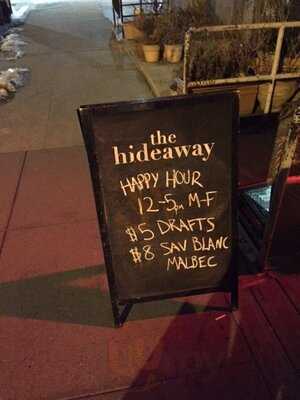 the
hideaway
HAPPY HOUR
12-5pm M-F
$5 DRAFTS
$8 SAV BLANC
MALBEC